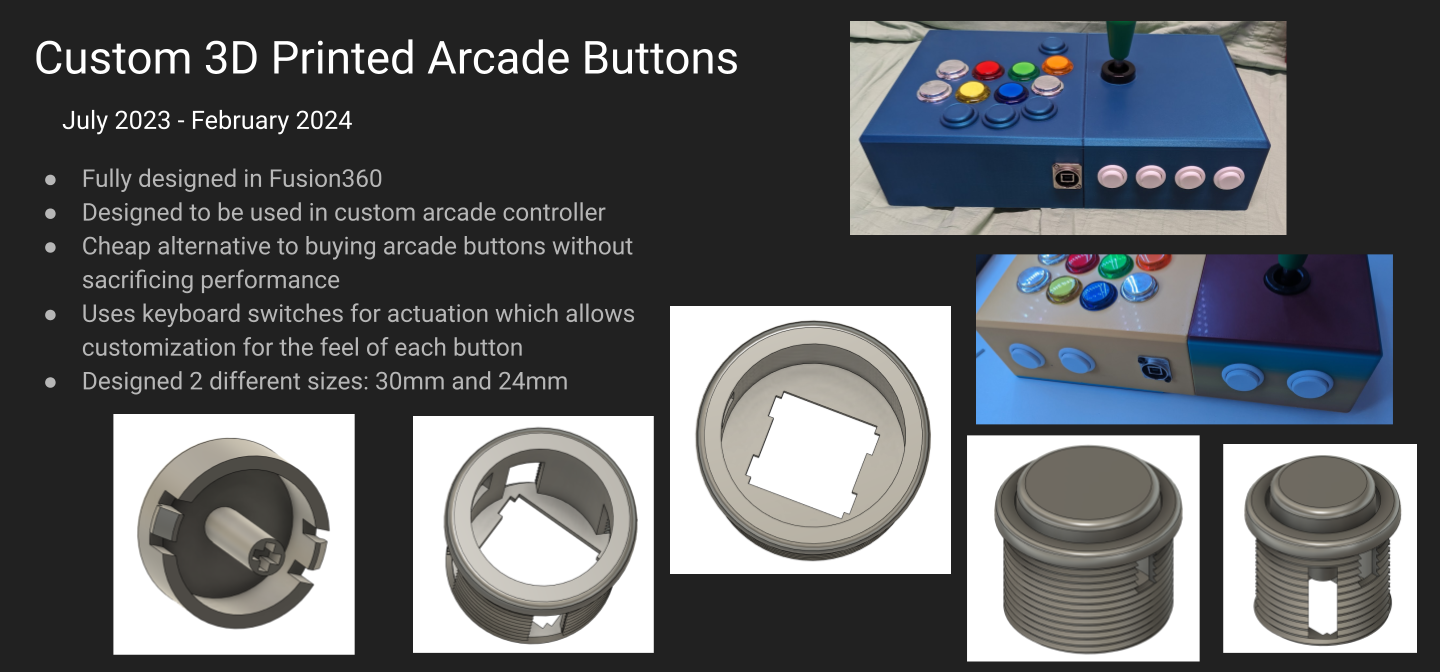 Custom 3D Printed Arcade Buttons
July 2023 - February 2024
● Fully designed in Fusion360
● Designed to be used in custom arcade controller
● Cheap alternative to buying arcade buttons without
sacrificing performance
● Uses keyboard switches for actuation which allows
customization for the feel of each button
● Designed 2 different sizes: 30mm and 24mm